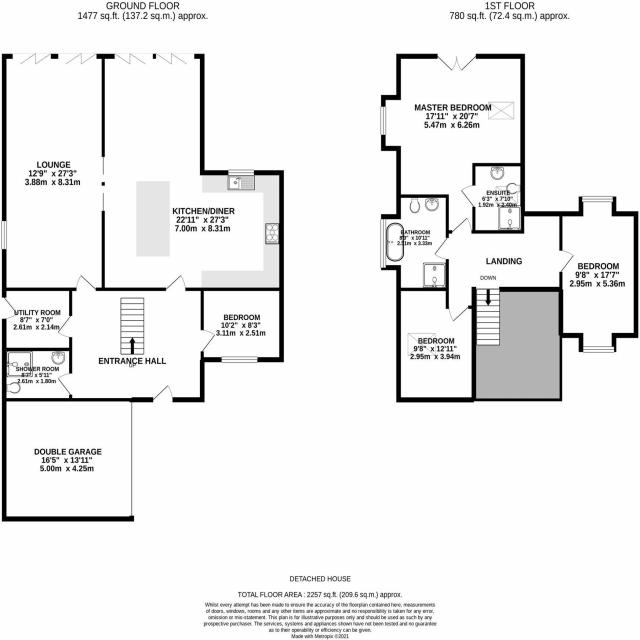 GROUND FLOOR
1477 sq.ft. (137.2 sq.m.) approx.
1ST FLOOR
780 sq.ft. (72.4 sq.m.) approx.
LOUNGE
12'9" x 27'3"
3.88m x 8.31m
KITCHEN/DINER
22'11" x 27'3"
7.00m x 8.31m
UTILITY ROOM
8'7" x 7'0"
2.61m x 2.14m
BEDROOM
10'2" x 8'3"
3.11m x 2.51m
ENTRANCE HALL
UP
SHOWER ROOM
8'7" x 5'11"
2.61m x 1.80m
DOUBLE GARAGE
16'5" x 13'11"
5.00m x 4.25m
MASTER BEDROOM
17'11" x 20'7"
5.47m x 6.26m
ENSUITE
6'3" x 7'10"
1.92m x 2.40m
BATHROOM
10'11"
3.33m
LANDING
DOWN
BEDROOM
9'8" x 17'7"
2.95m x 5.36m
BEDROOM
9'8" x 12'11"
2.95m x 3.94m
DETACHED HOUSE
TOTAL FLOOR AREA : 2257 sq.ft. (209.6 sq.m.) approx.
Whilst every attempt has been made to ensure the accuracy of the floorplan contained here, measurements
of doors, windows, rooms and any other items are approximate and no responsibility is taken for any error,
omission or mis-statement. This plan is for illustrative purposes only and should be used as such by any
prospective purchaser. The services, systems and appliances shown have not been tested and no guarantee
as to their operability or efficiency can be given.
Made with Metropix ©2021